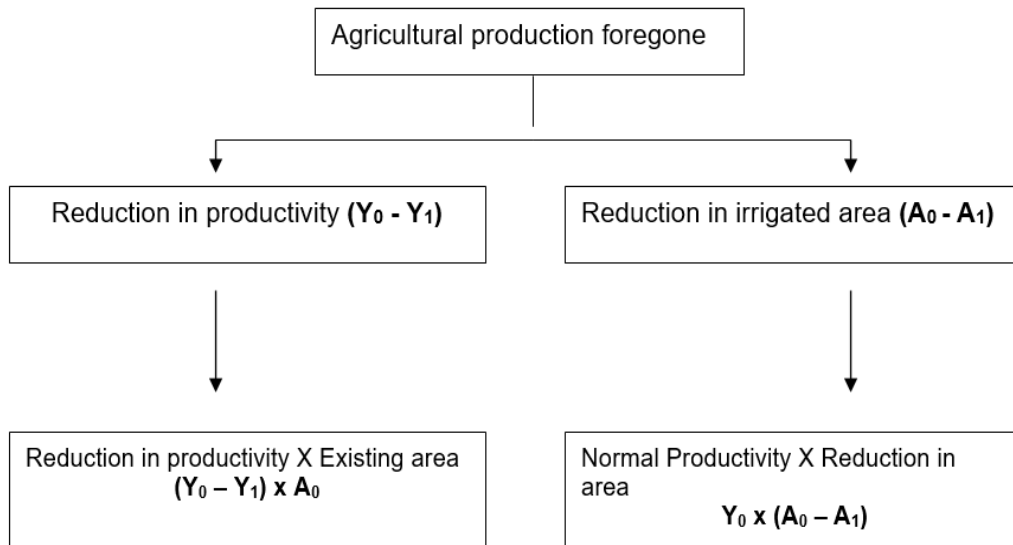 Agricultural production foregone
Reduction in productivity (Y₀ - Y₁)
Reduction in irrigated area (A₀ - A₁)
Reduction in productivity X Existing area
(Y₀ – Y₁) x A₀
Normal Productivity X Reduction in
area
Y₀ x (A₀ – A₁)